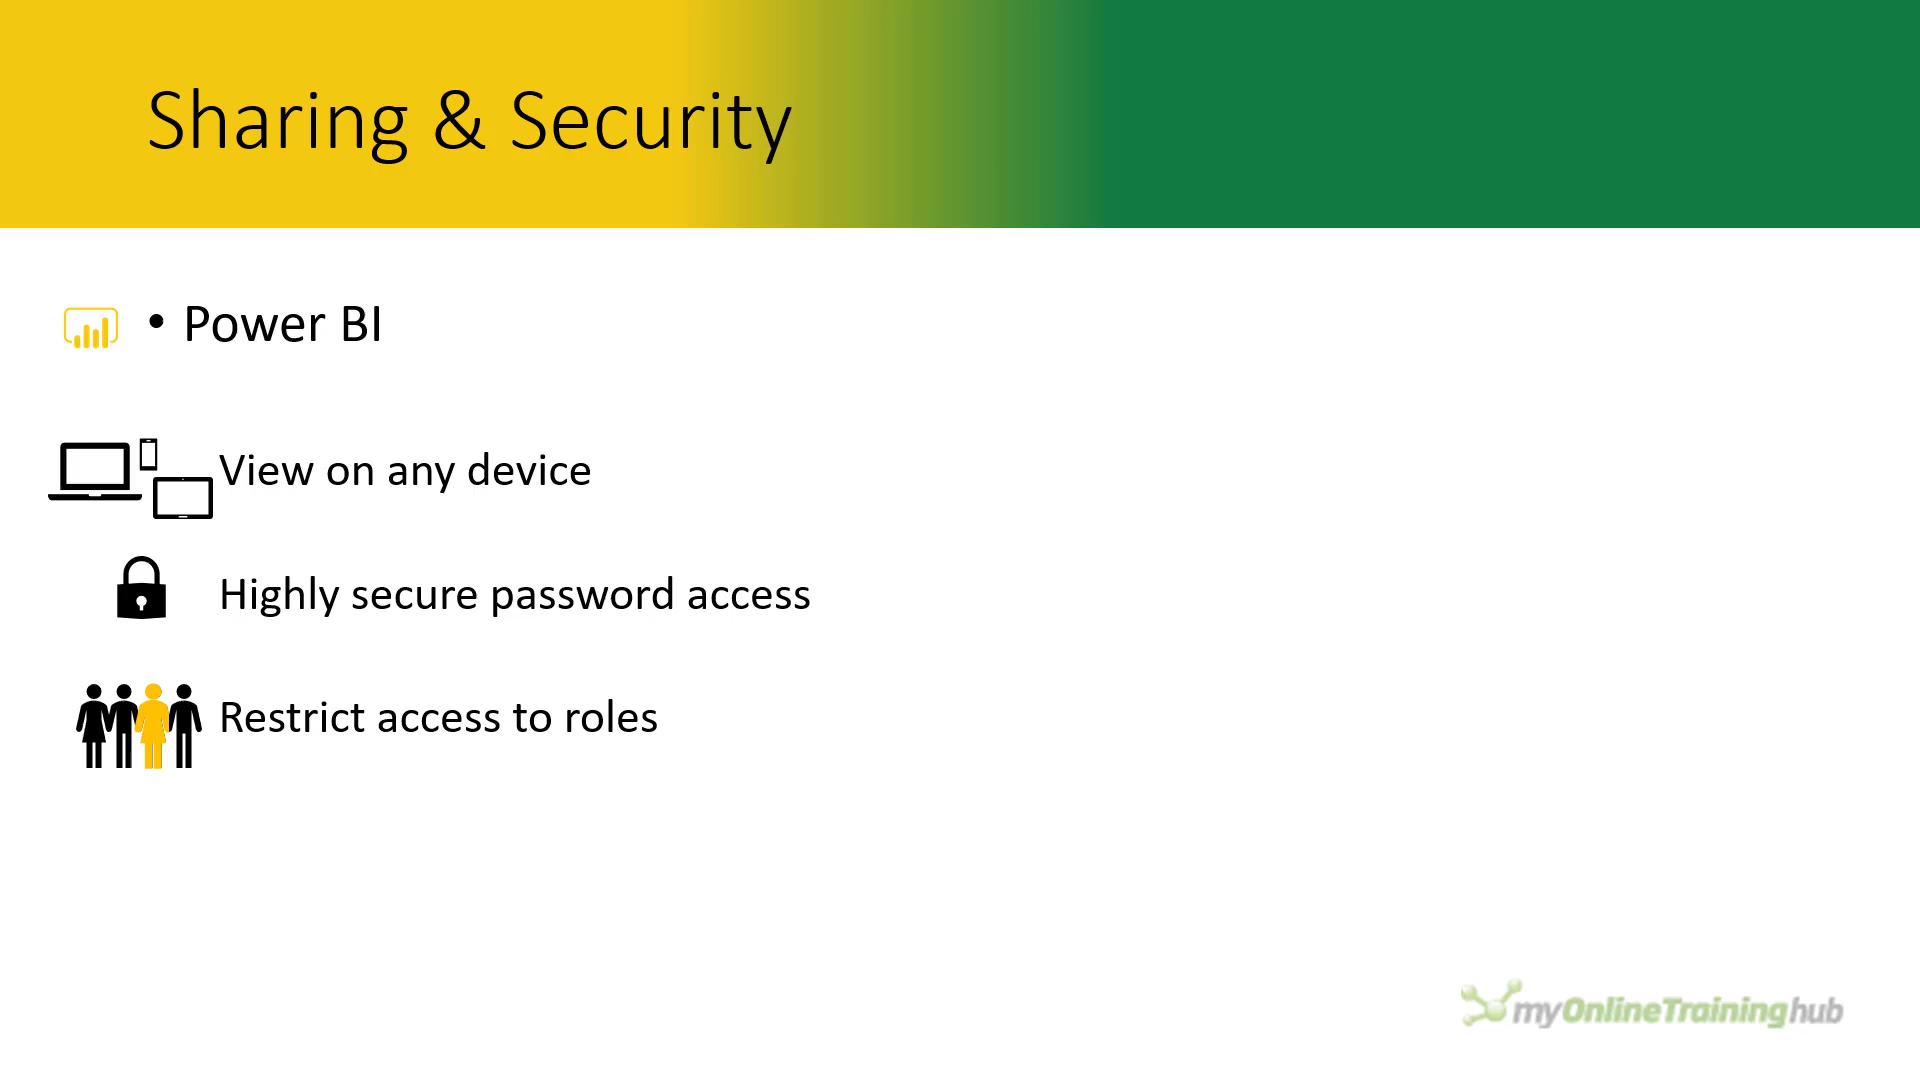 Sharing & Security
• Power BI
View on any device
Highly secure password access
Restrict access to roles
myOnlineTraininghub